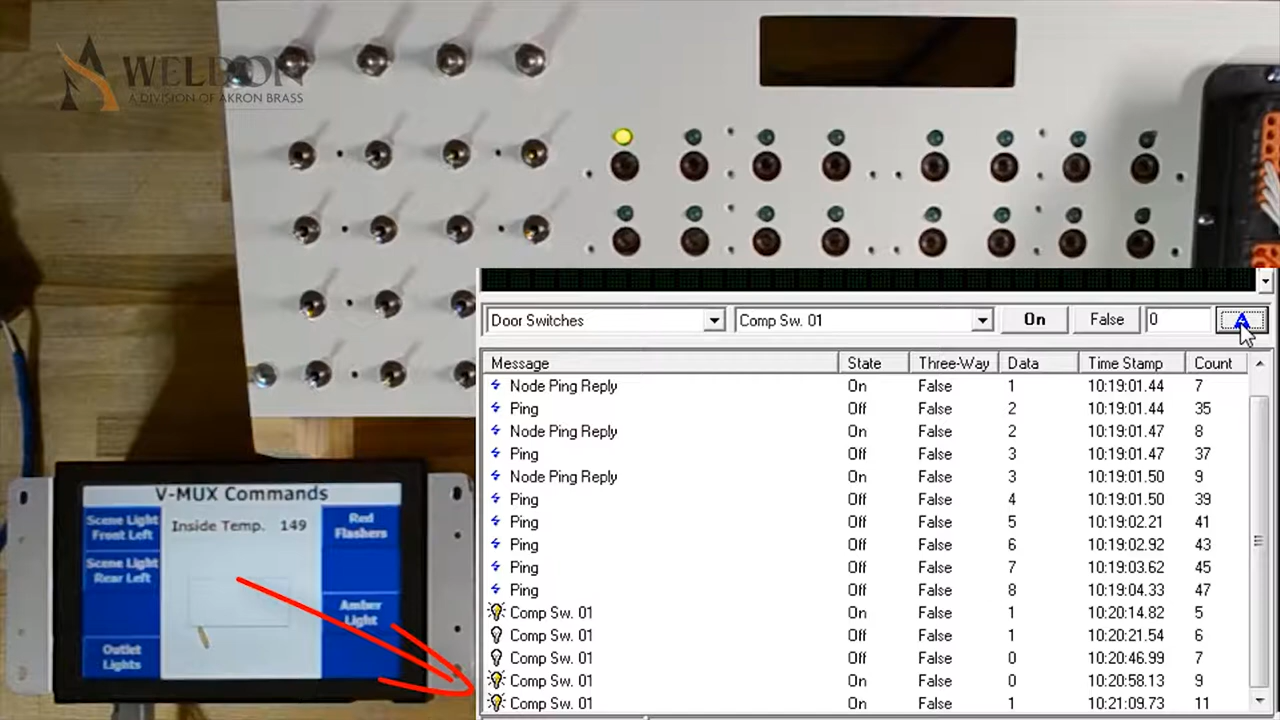 WELDON
A DIVISION OF AKRON BRASS
Door Switches Comp Sw. 01 On False 0 A
Message State Three-Way Data Time Stamp Count
Node Ping Reply On False 1 10:19:01.44 7
Ping Off False 2 10:19:01.44 35
Node Ping Reply On False 2 10:19:01.47 8
Ping Off False 3 10:19:01.47 37
Node Ping Reply On False 3 10:19:01.50 9
Ping Off False 4 10:19:01.50 39
Ping Off False 5 10:19:02.21 41
Ping Off False 6 10:19:02.92 43
Ping Off False 7 10:19:03.62 45
Ping Off False 8 10:19:04.33 47
Comp Sw. 01 On False 1 10:20:14.82 5
Comp Sw. 01 Off False 1 10:20:21.54 6
Comp Sw. 01 Off False 0 10:20:46.99 7
Comp Sw. 01 On False 0 10:20:58.13 9
Comp Sw. 01 On False 1 10:21:09.73 11
V-MUX Commands
Scene Light
Front Left
Scene Light
Rear Left
Outlet
Lights
Inside Temp. 149
Red
Flashers
Amber
Light